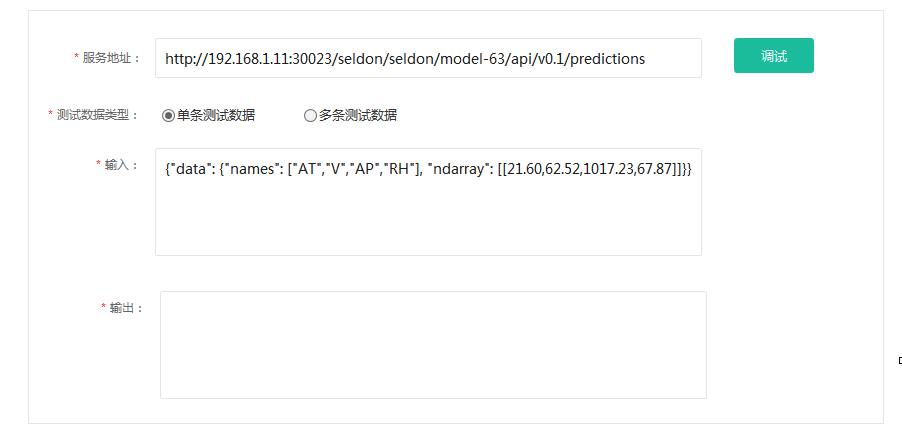 * 服务地址： http://192.168.1.11:30023/seldon/seldon/model-63/api/v0.1/predictions 调试
* 测试数据类型： 单条测试数据 多条测试数据
* 输入： {"data": {"names": ["AT","V","AP","RH"], "ndarray": [[21.60,62.52,1017.23,67.87]]}}
* 输出：